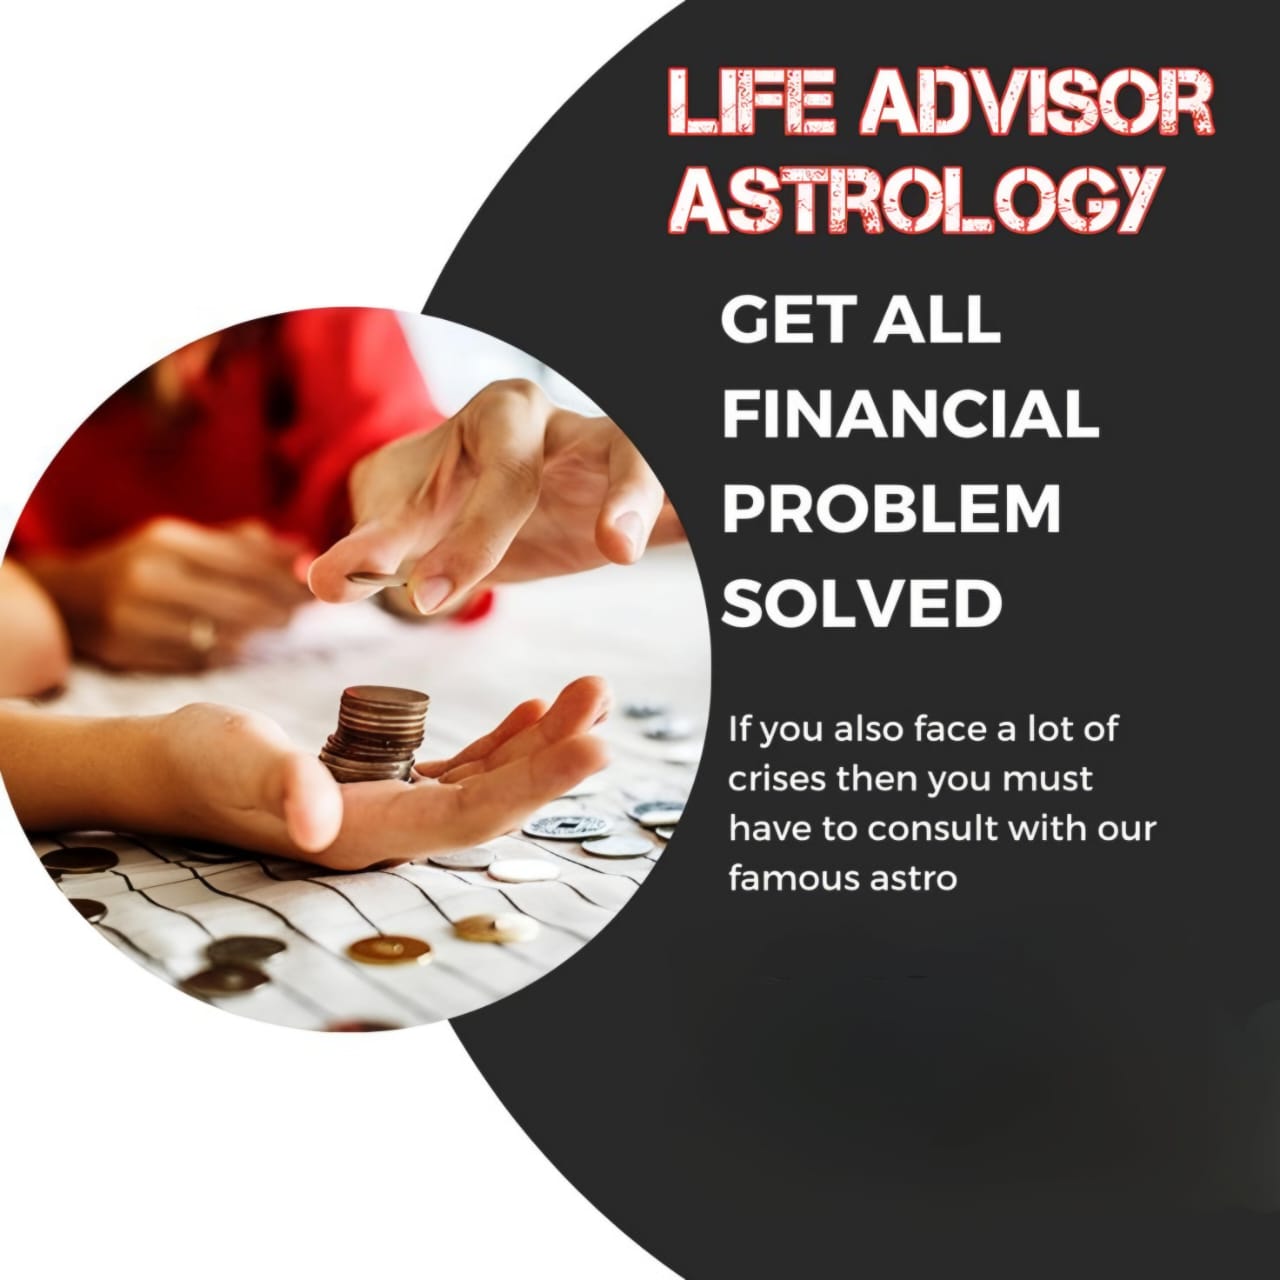 LIFE ADVISOR
ASTROLOGY
GET ALL
FINANCIAL
PROBLEM
SOLVED
If you also face a lot of
crises then you must
have to consult with our
famous astro